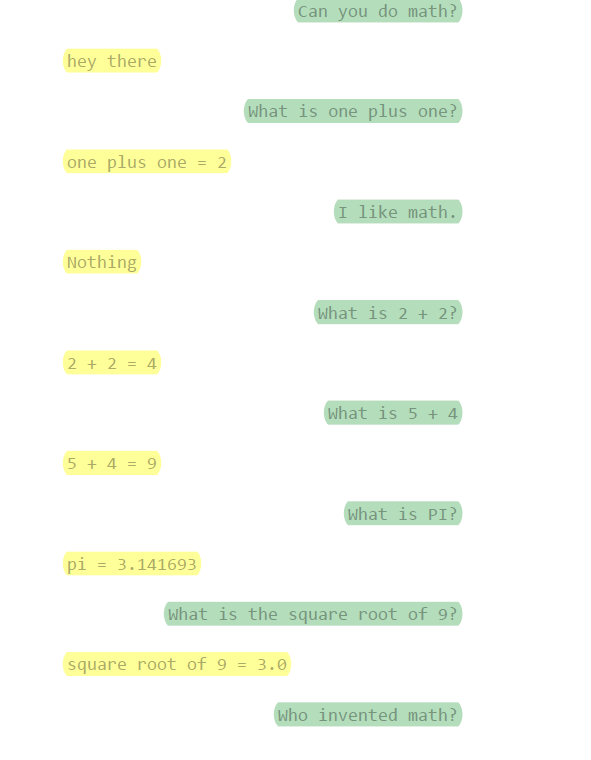 Can you do math?
hey there
What is one plus one?
one plus one = 2
I like math.
Nothing
What is 2 + 2?
2 + 2 = 4
What is 5 + 4
5 + 4 = 9
What is PI?
pi = 3.141693
What is the square root of 9?
square root of 9 = 3.0
Who invented math?